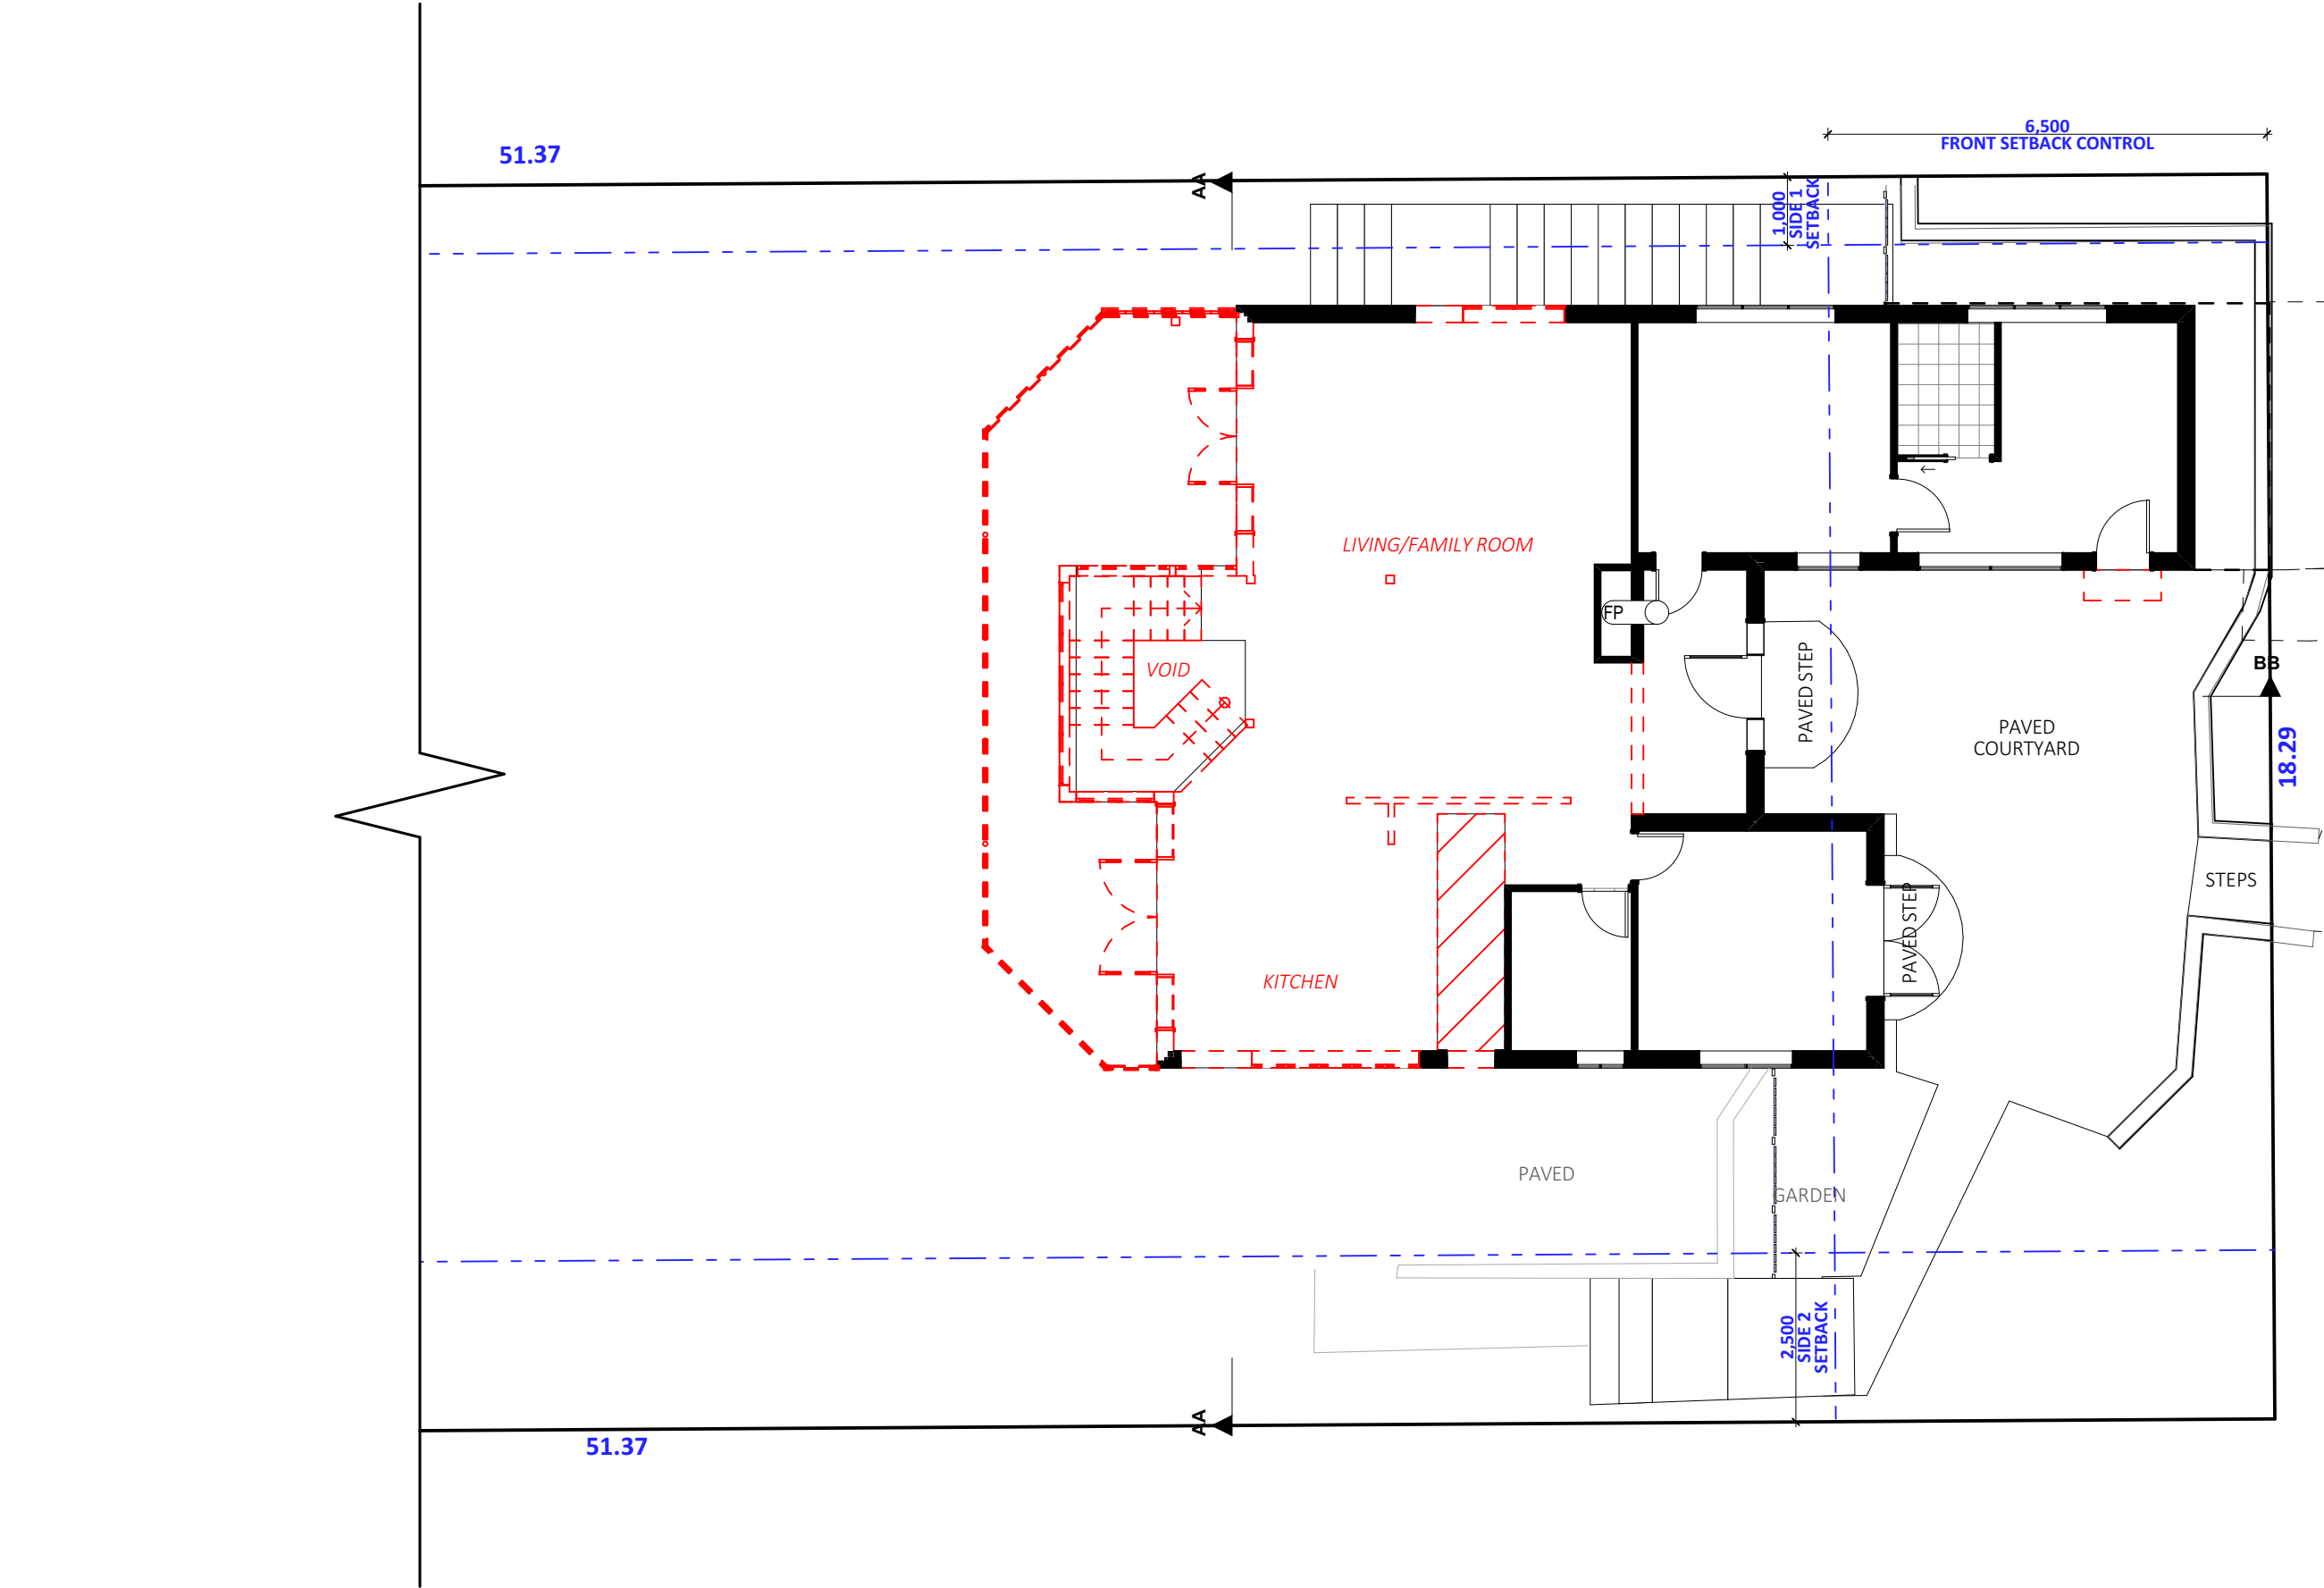 6,500
FRONT SETBACK CONTROL
51.37
AA
1,000
SIDE 1
SETBACK
LIVING/FAMILY ROOM
FP
PAVED STEP
VOID
BB
PAVED
COURTYARD
18.29
STEPS
PAVED STEP
KITCHEN
PAVED
GARDEN
2,500
SIDE 2
SETBACK
AA
51.37